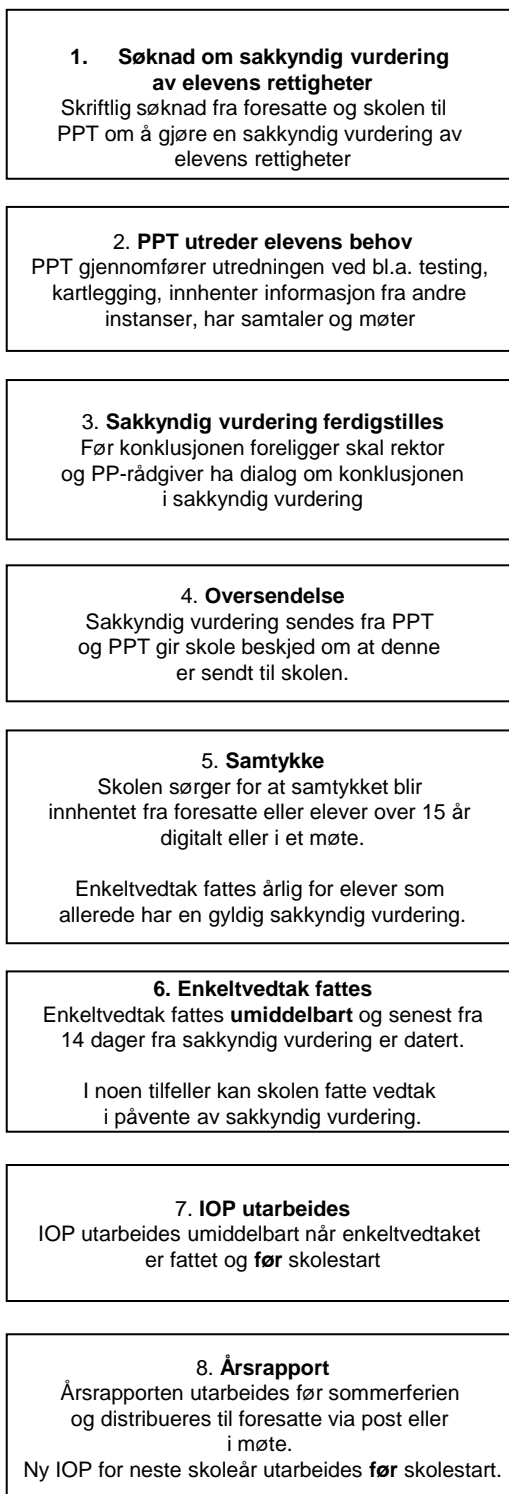 1. Søknad om sakkyndig vurdering
av elevens rettigheter
Skriftlig søknad fra foresatte og skolen til
PPT om å gjøre en sakkyndig vurdering av
elevens rettigheter
2. PPT utreder elevens behov
PPT gjennomfører utredningen ved bl.a. testing,
kartlegging, innhenter informasjon fra andre
instanser, har samtaler og møter
3. Sakkyndig vurdering ferdigstilles
Før konklusjonen foreligger skal rektor
og PP-rådgiver ha dialog om konklusjonen
i sakkyndig vurdering
4. Oversendelse
Sakkyndig vurdering sendes fra PPT
og PPT gir skole beskjed om at denne
er sendt til skolen.
5. Samtykke
Skolen sørger for at samtykket blir
innhentet fra foresatte eller elever over 15 år
digitalt eller i et møte.
Enkeltvedtak fattes årlig for elever som
allerede har en gyldig sakkyndig vurdering.
6. Enkeltvedtak fattes
Enkeltvedtak fattes umiddelbart og senest fra
14 dager fra sakkyndig vurdering er datert.
I noen tilfeller kan skolen fatte vedtak
i påvente av sakkyndig vurdering.
7. IOP utarbeides
IOP utarbeides umiddelbart når enkeltvedtaket
er fattet og før skolestart
8. Årsrapport
Årsrapporten utarbeides før sommerferien
og distribueres til foresatte via post eller
i møte.
Ny IOP for neste skoleår utarbeides før skolestart.